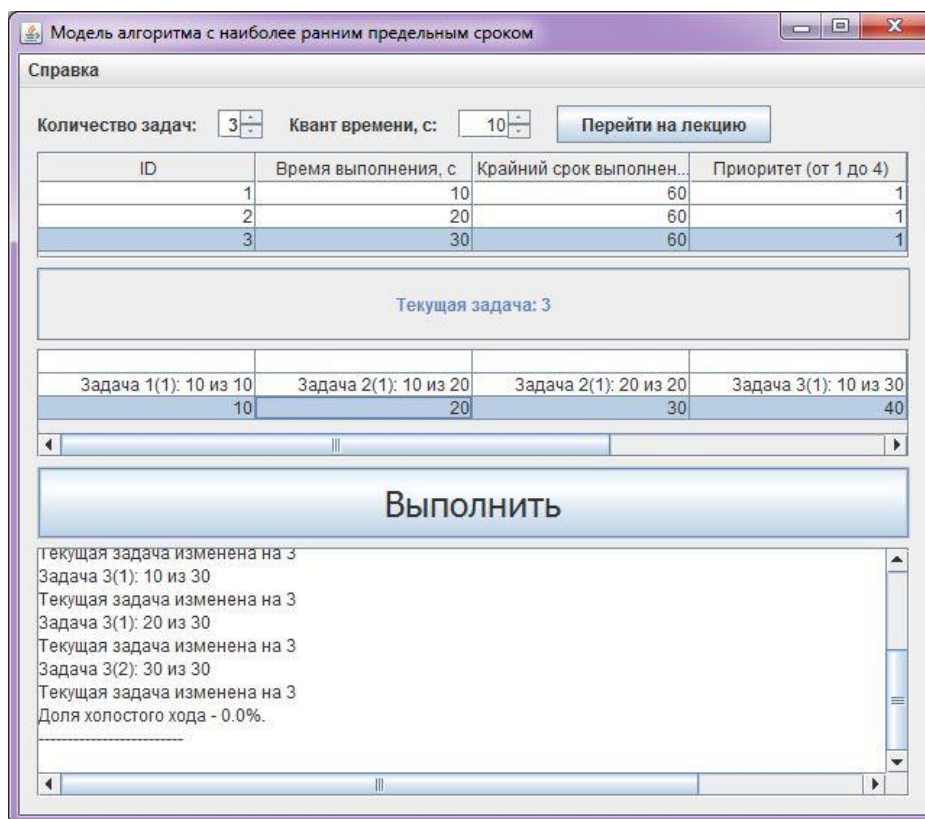 Модель алгоритма с наиболее ранним предельным сроком
Справка
Количество задач: 3 Квант времени, с: 10 Перейти на лекцию
ID Время выполнения, с Крайний срок выполнен... Приоритет (от 1 до 4)
1 10 60 1
2 20 60 1
3 30 60 1
Текущая задача: 3
Задача 1(1): 10 из 10 Задача 2(1): 10 из 20 Задача 2(1): 20 из 20 Задача 3(1): 10 из 30
10 20 30 40
Выполнить
Текущая задача изменена на 3
Задача 3(1): 10 из 30
Текущая задача изменена на 3
Задача 3(1): 20 из 30
Текущая задача изменена на 3
Задача 3(2): 30 из 30
Текущая задача изменена на 3
Доля холостого хода - 0.0%.
-------------------------